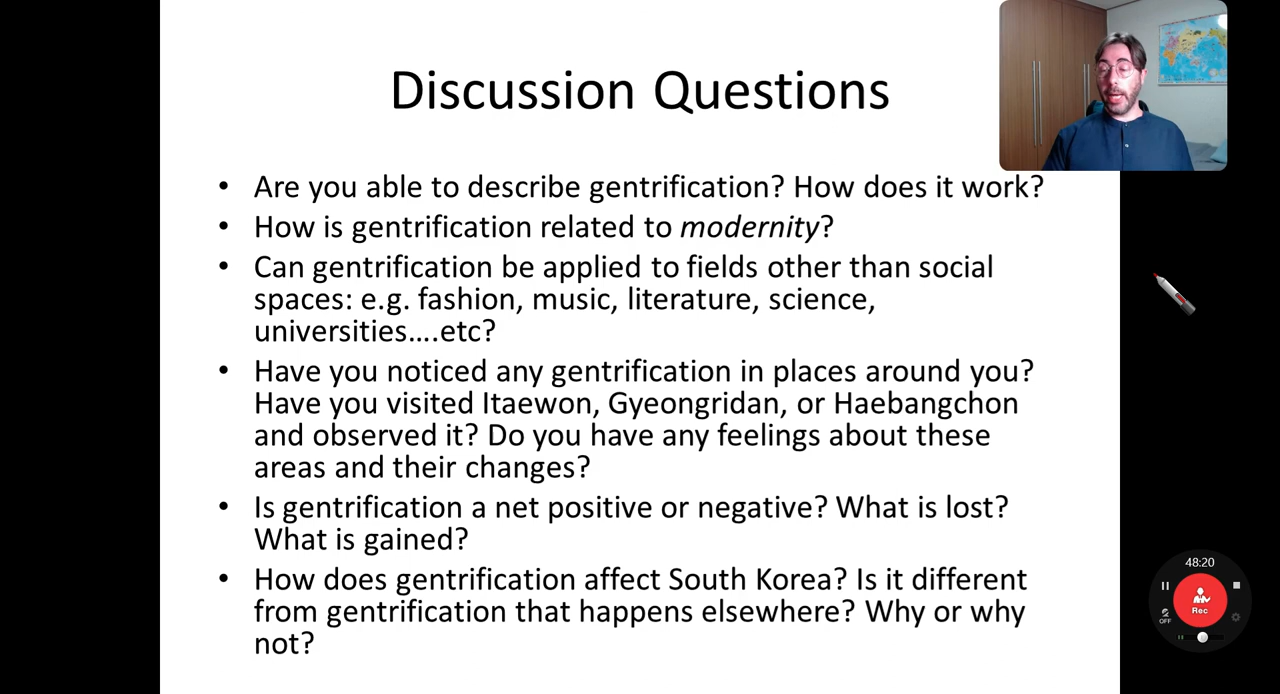 Discussion Questions
• Are you able to describe gentrification? How does it work?
• How is gentrification related to modernity?
• Can gentrification be applied to fields other than social
spaces: e.g. fashion, music, literature, science,
universities….etc?
• Have you noticed any gentrification in places around you?
Have you visited Itaewon, Gyeongridan, or Haebangchon
and observed it? Do you have any feelings about these
areas and their changes?
• Is gentrification a net positive or negative? What is lost?
What is gained?
• How does gentrification affect South Korea? Is it different
from gentrification that happens elsewhere? Why or why
not?
48:20
Rec
OFF